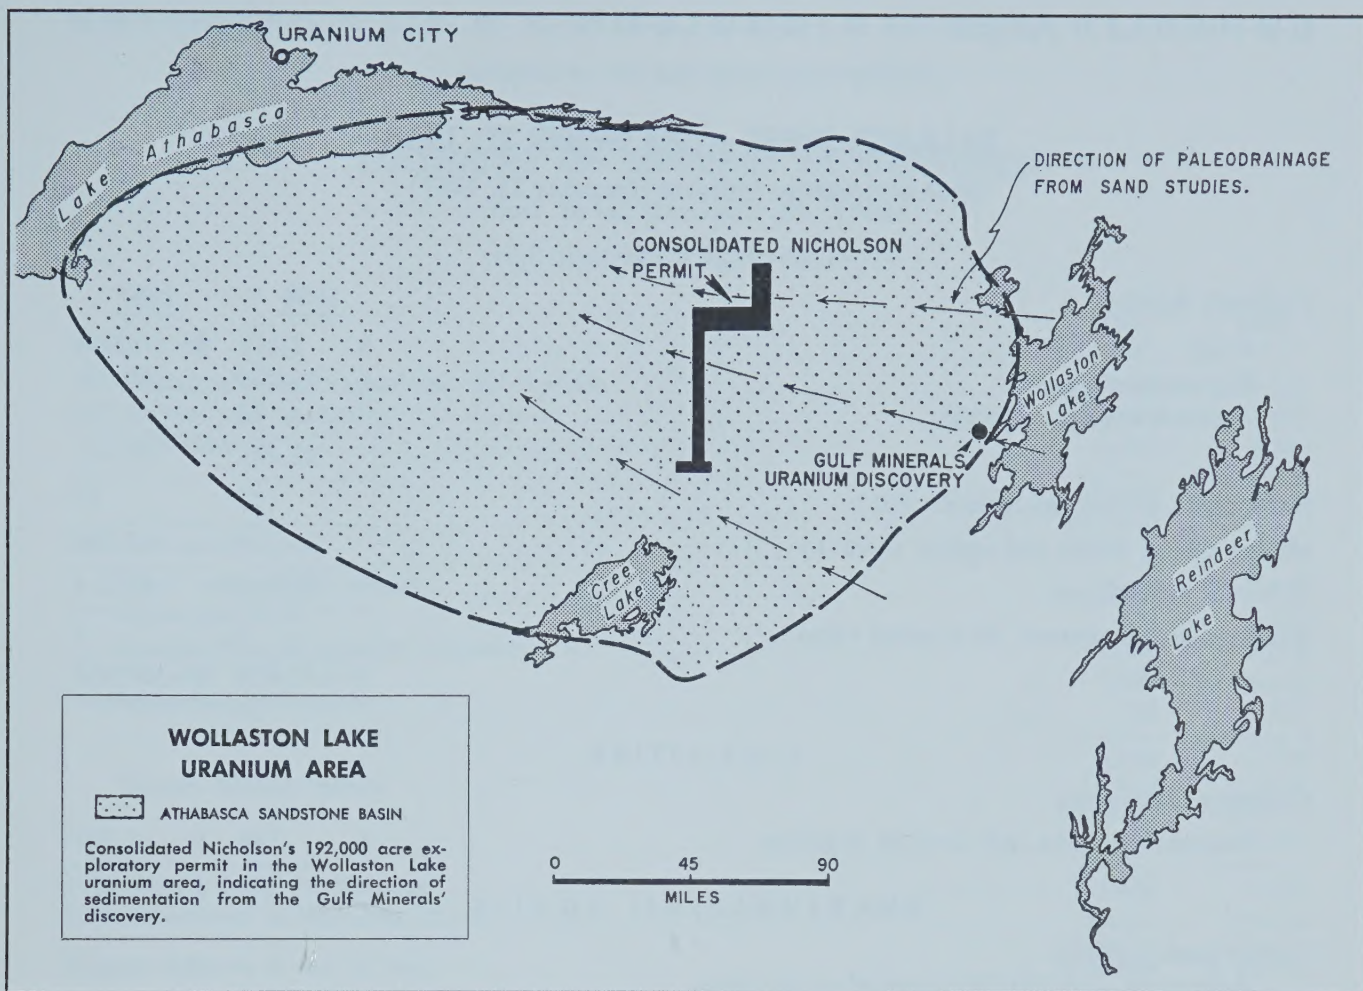 URANIUM CITY
Lake Athabasca
DIRECTION OF PALEODRAINAGE
FROM SAND STUDIES.
CONSOLIDATED NICHOLSON
PERMIT
Wollaston
Lake
GULF MINERALS
URANIUM DISCOVERY
Reindeer
Lake
Cree
Lake
WOLLASTON LAKE
URANIUM AREA
ATHABASCA SANDSTONE BASIN
Consolidated Nicholson's 192,000 acre ex-
ploratory permit in the Wollaston Lake
uranium area, indicating the direction of
sedimentation from the Gulf Minerals'
discovery.
0 45 90
MILES